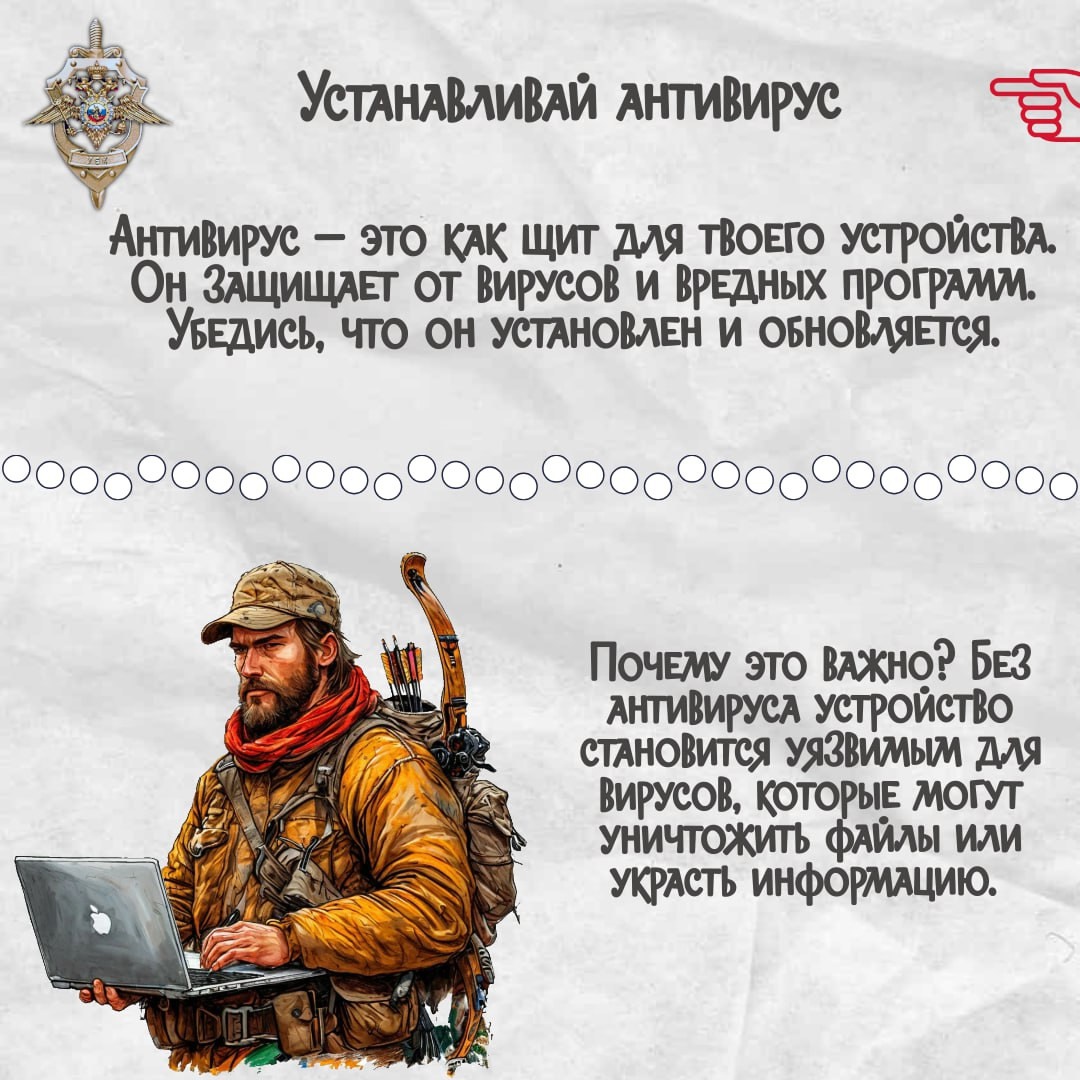 Устанавливай антивирус
Антивирус – это как щит для твоего устройства.
Он защищает от вирусов и вредных программ.
Убедись, что он установлен и обновляется.
Почему это важно? Без
антивируса устройство
становится уязвимым для
вирусов, которые могут
уничтожить файлы или
украсть информацию.